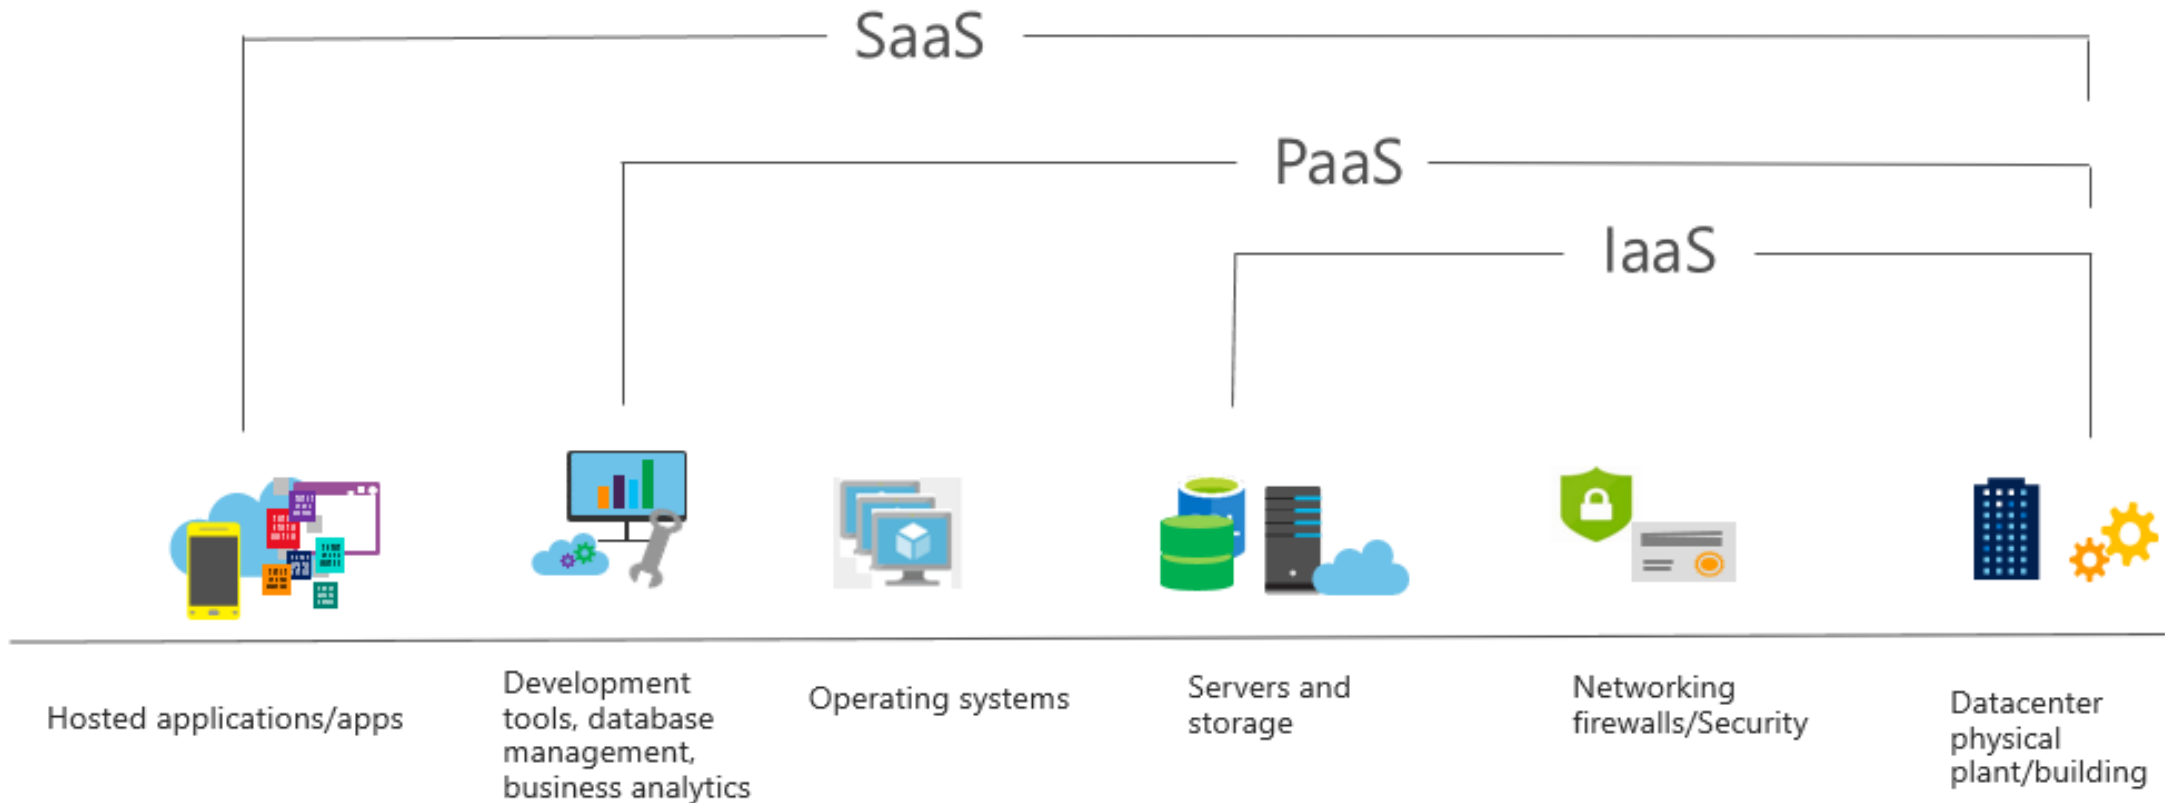 SaaS
PaaS
IaaS
Hosted applications/apps
Development
tools, database
management,
business analytics
Operating systems
Servers and
storage
Networking
firewalls/Security
Datacenter
physical
plant/building